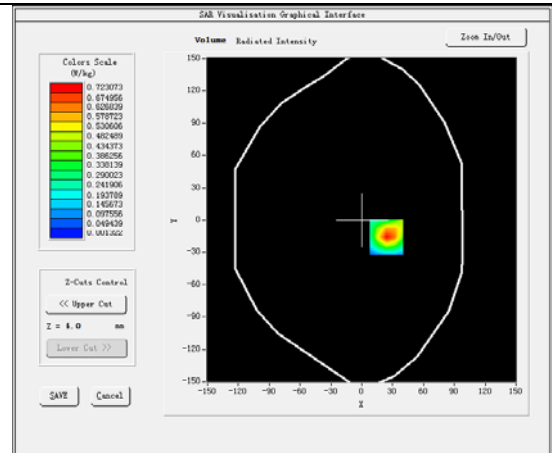 SAR Visualisation Graphical Interface
Volume Radiated Intensity
Zoom In/Out
Colors Scale
(W/kg)
0.723073
0.674956
0.626839
0.578723
0.530606
0.482489
0.434373
0.386256
0.338139
0.290023
0.241906
0.193789
0.145673
0.097556
0.049439
0.001322
Z-Cuts Control
<< Upper Cut
Z = 4.0 mm
Lower Cut >>
SAVE Cancel
150
120
90
60
30
0
-30
-60
-90
-120
-150
Y
-150 -120 -90 -60 -30 0 30 60 90 120 150
X